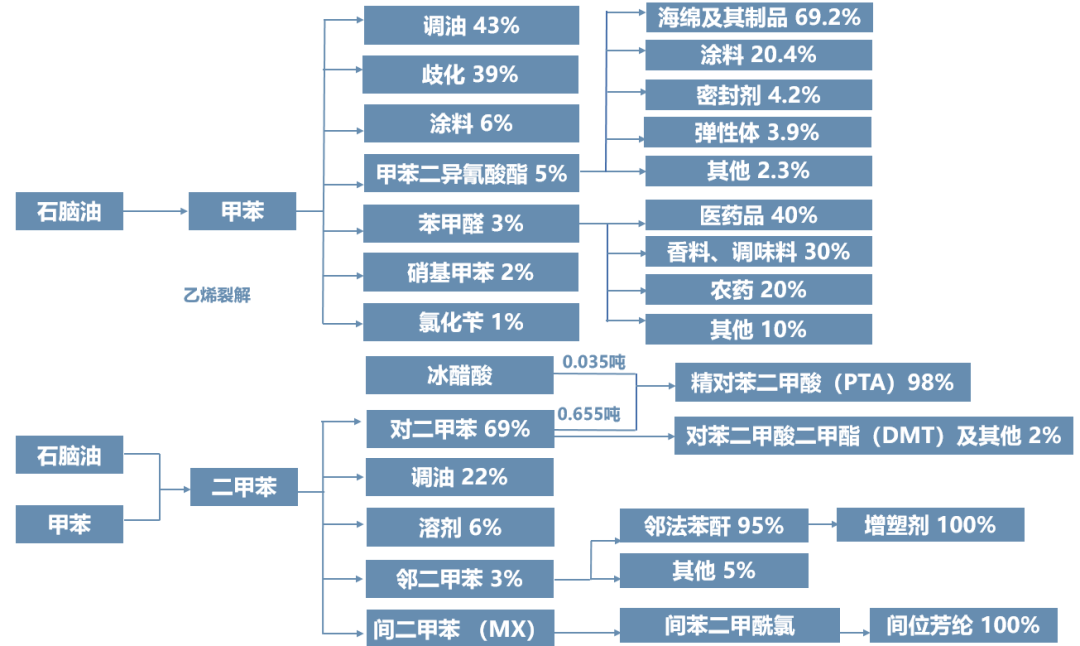 石脑油
甲苯
乙烯裂解
调油 43%
歧化 39%
涂料 6%
甲苯二异氰酸酯 5%
苯甲醛 3%
硝基甲苯 2%
氯化苄 1%
海绵及其制品 69.2%
涂料 20.4%
密封剂 4.2%
弹性体 3.9%
其他 2.3%
医药品 40%
香料、调味料 30%
农药 20%
其他 10%
石脑油
甲苯
二甲苯
冰醋酸
0.035吨
对二甲苯 69%
0.655吨
调油 22%
溶剂 6%
邻二甲苯 3%
间二甲苯 （MX）
精对苯二甲酸（PTA）98%
对苯二甲酸二甲酯（DMT）及其他 2%
邻法苯酐 95%
增塑剂 100%
其他 5%
间苯二甲酰氯
间位芳纶 100%